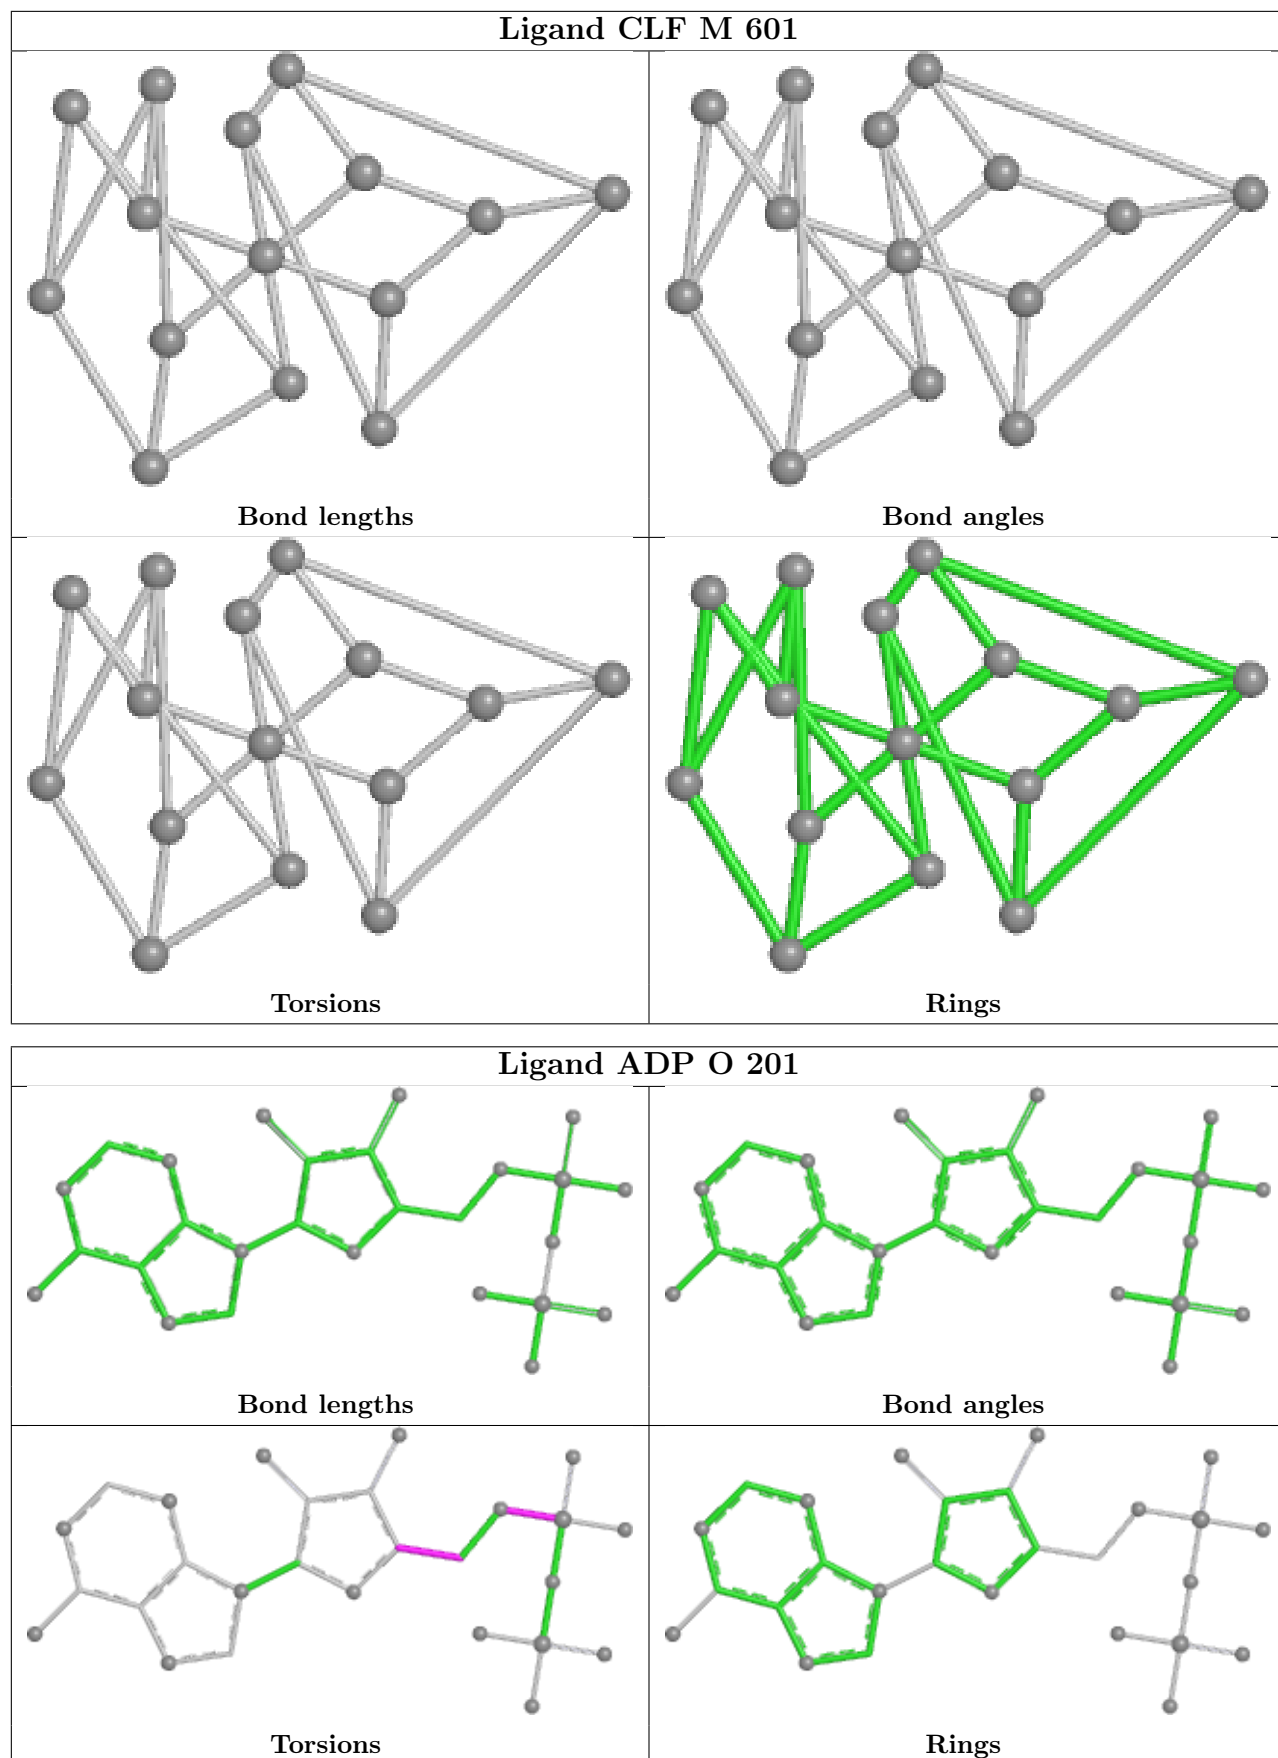 Ligand CLF M 601
Bond lengths
Bond angles
Torsions
Rings
Ligand ADP O 201
Bond lengths
Bond angles
Torsions
Rings